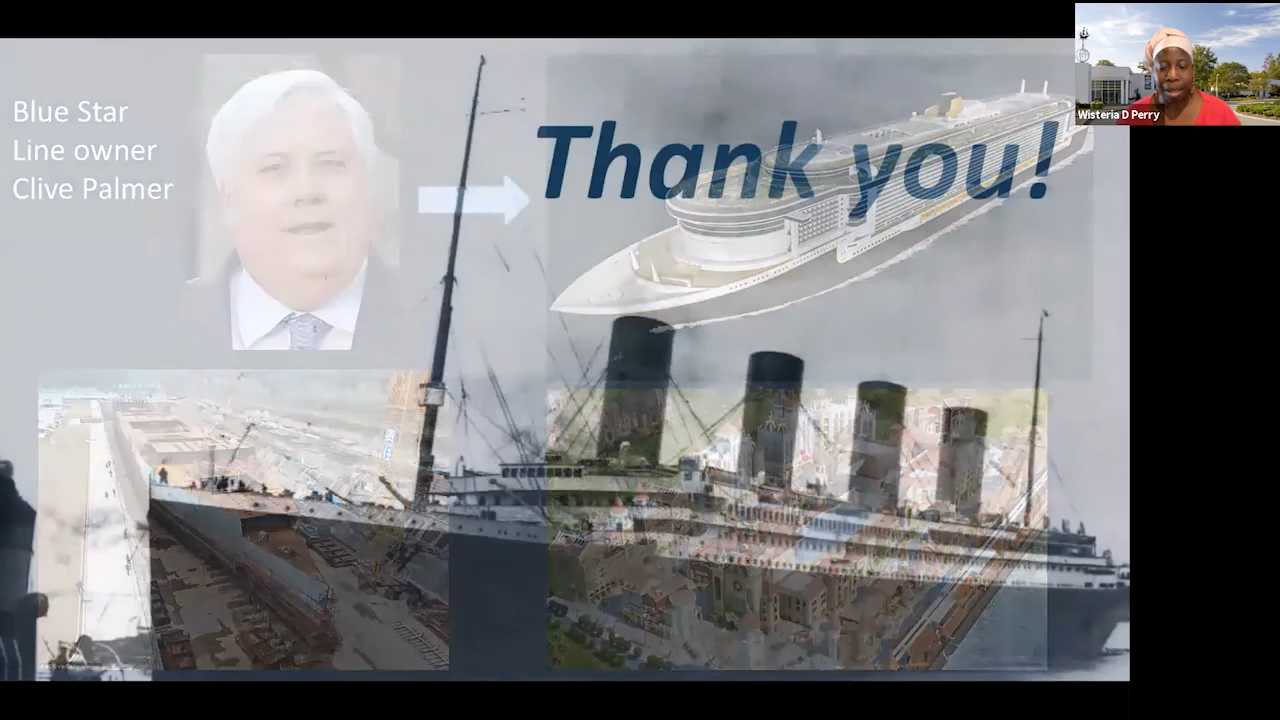 Blue Star
Line owner
Clive Palmer
Thank you!
Wisteria D Perry